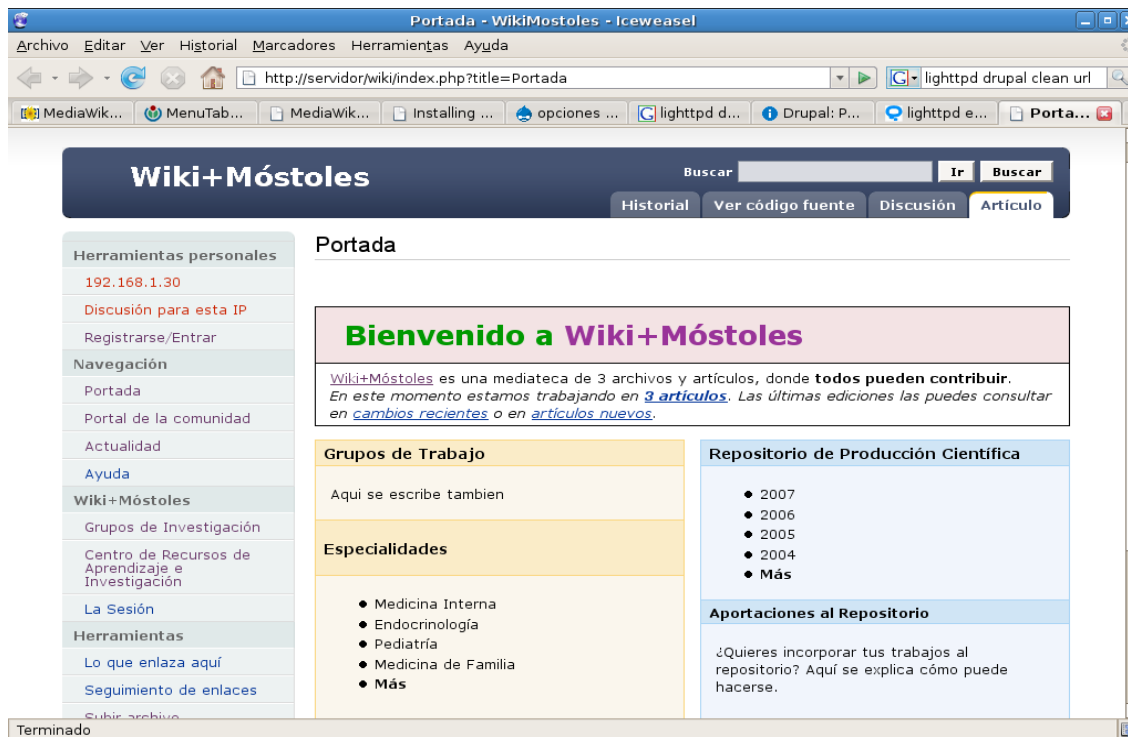 Portada - WikiMostoles - Iceweasel
Archivo Editar Ver Historial Marcadores Herramientas Ayuda
http://servidor/wiki/index.php?title=Portada
lighttpd drupal clean url
MediaWik... MenuTab... MediaWik... Installing ... opciones ... lighttpd d... Drupal: P... lighttpd e... Porta...
Wiki+Móstoles
Buscar Ir Buscar
Historial Ver código fuente Discusión Artículo
Herramientas personales
192.168.1.30
Discusión para esta IP
Registrarse/Entrar
Navegación
Portada
Portal de la comunidad
Actualidad
Ayuda
Wiki+Móstoles
Grupos de Investigación
Centro de Recursos de
Aprendizaje e
Investigación
La Sesión
Herramientas
Lo que enlaza aquí
Seguimiento de enlaces
Subir archivo
Portada
Bienvenido a Wiki+Móstoles
Wiki+Móstoles es una mediateca de 3 archivos y artículos, donde todos pueden contribuir.
En este momento estamos trabajando en 3 artículos. Las últimas ediciones las puedes consultar
en cambios recientes o en artículos nuevos.
Grupos de Trabajo
Aqui se escribe tambien
Especialidades
Medicina Interna
Endocrinología
Pediatría
Medicina de Familia
Más
Repositorio de Producción Científica
2007
2006
2005
2004
Más
Aportaciones al Repositorio
¿Quieres incorporar tus trabajos al
repositorio? Aquí se explica cómo puede
hacerse.
Terminado